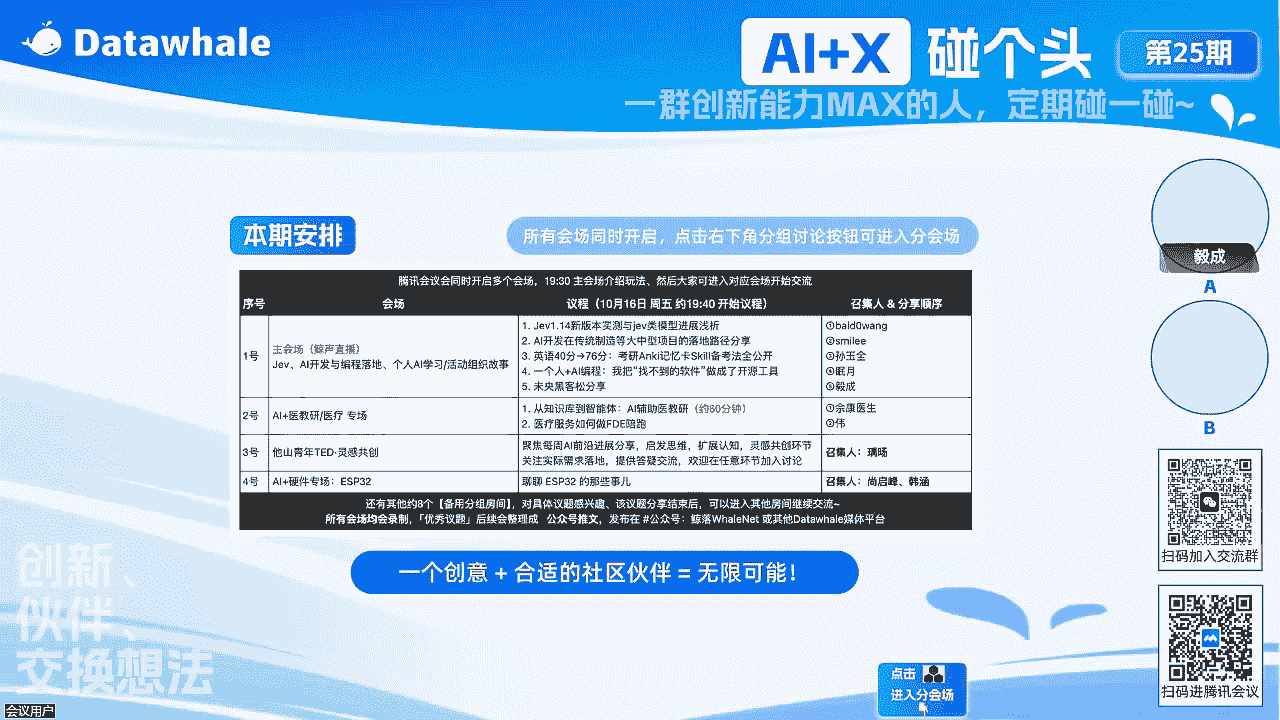 Datawhale
AI+X 碰个头 第25期
一群创新能力MAX的人，定期碰一碰~
本期安排
所有会场同时开启，点击右下角分组讨论按钮可进入分会场
腾讯会议会同时开启多个会场，19:30 主会场介绍玩法、然后大家可进入对应会场开始交流
序号 会场 议程（10月16日 周五 约19:40 开始议程） 召集人 & 分享顺序
1号
主会场（鲸声直播）
Jev、AI开发与编程落地、个人AI学习/活动组织故事
1. Jev1.14新版本实测与jev类模型进展浅析
2. AI开发在传统制造等大中型项目的落地路径分享
3. 英语40分→76分：考研Anki记忆卡Skill备考法全公开
4. 一个人+AI编程：我把“找不到的软件”做成了开源工具
5. 未央黑客松分享
①bald0wang
②smilee
③孙玉全
④眠月
⑤毅成
2号 AI+医教研/医疗 专场
1. 从知识库到智能体：AI辅助医教研（约60分钟）
2. 医疗服务如何做FDE陪跑
①余康医生
②伟
3号 他山青年TED·灵感共创
聚焦每周AI前沿进展分享，启发思维，扩展认知，灵感共创环节
关注实际需求落地，提供答疑交流，欢迎在任意环节加入讨论
召集人：瑀旸
4号 AI+硬件专场：ESP32 聊聊 ESP32 的那些事儿 召集人：尚启峰、韩涵
还有其他约8个【备用分组房间】，对具体议题感兴趣、该议题分享结束后，可以进入其他房间继续交流~
所有会场均会录制，「优秀议题」后续会整理成 公众号推文，发布在 #公众号：鲸落WhaleNet 或其他Datawhale媒体平台
一个创意 + 合适的社区伙伴 = 无限可能！
毅成
A
B
扫码加入交流群
扫码进腾讯会议
创新、
伙伴、
交换想法
点击
进入分会场
会议用户